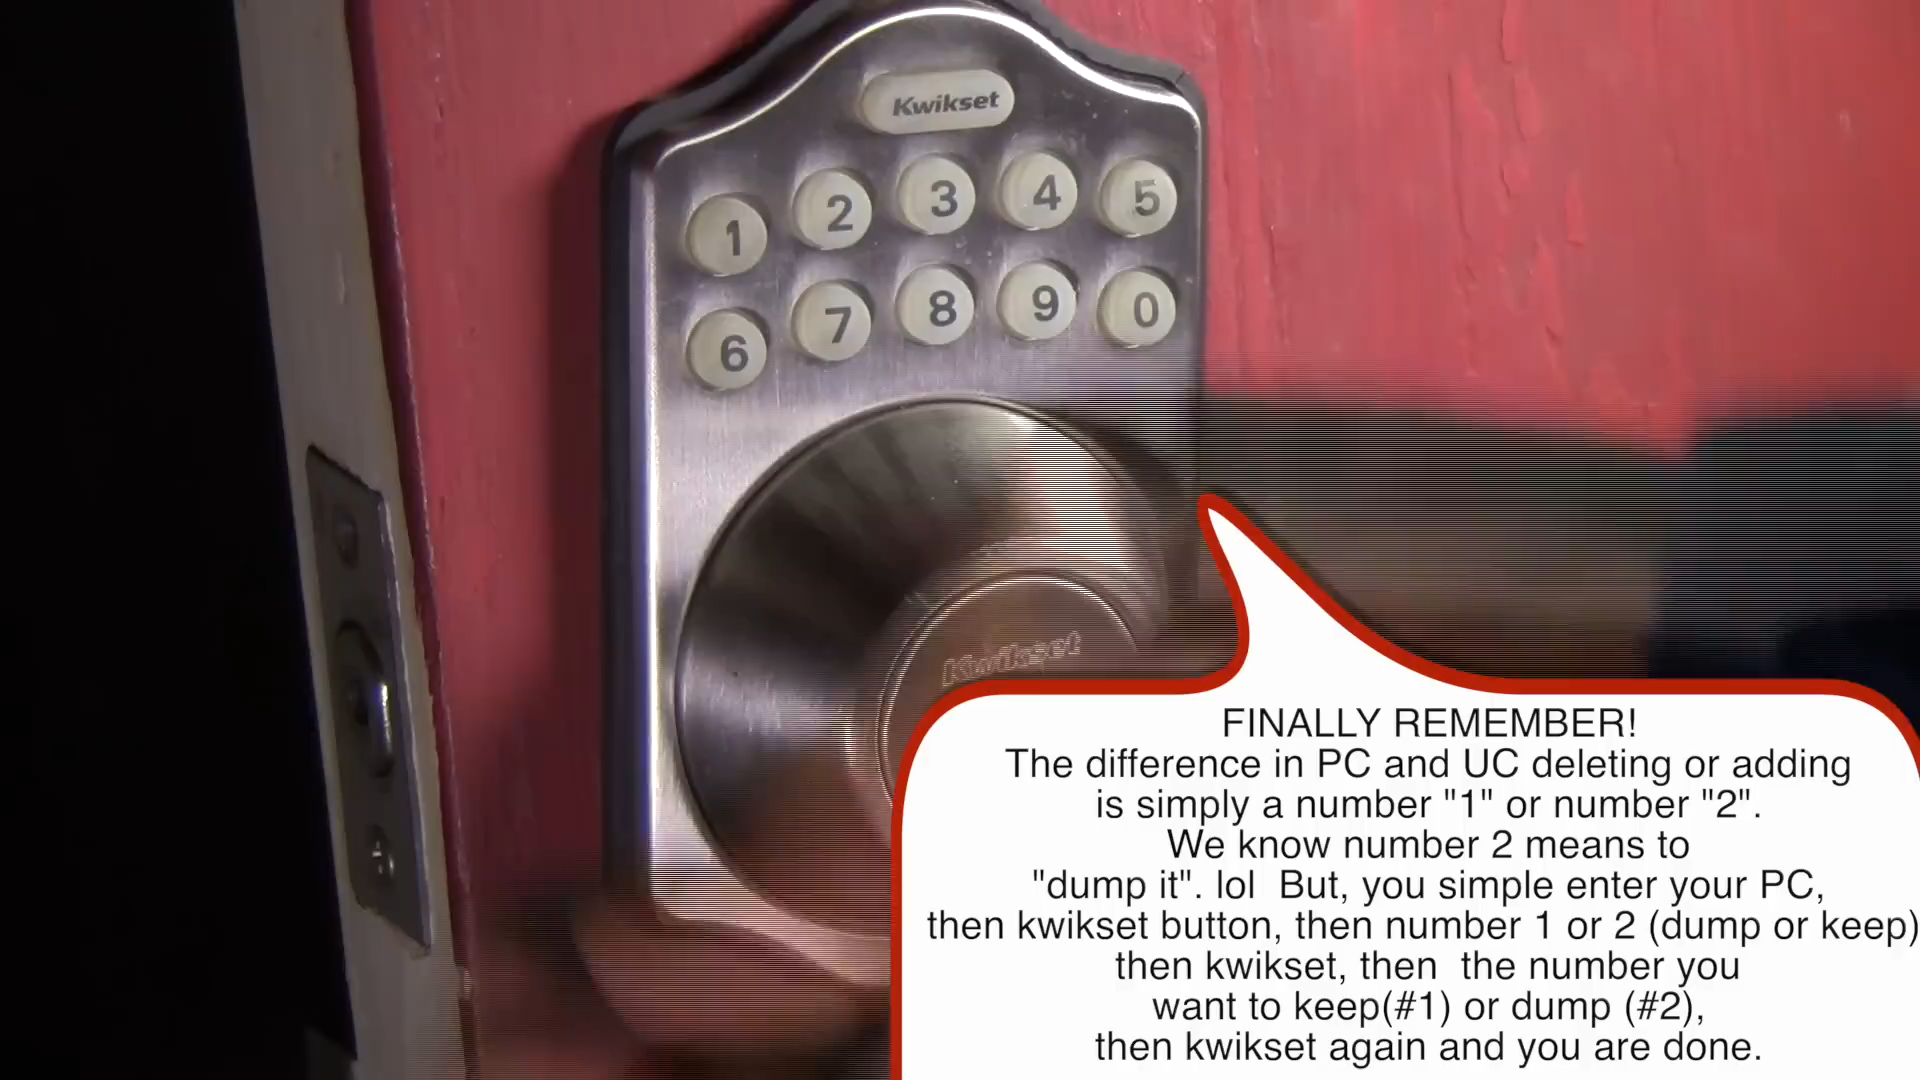 Kwikset
1 2 3 4 5
6 7 8 9 0
Kwikset
FINALLY REMEMBER!
The difference in PC and UC deleting or adding
is simply a number "1" or number "2".
We know number 2 means to
"dump it". lol  But, you simple enter your PC,
then kwikset button, then number 1 or 2 (dump or keep)
then kwikset, then  the number you
want to keep(#1) or dump (#2),
then kwikset again and you are done.